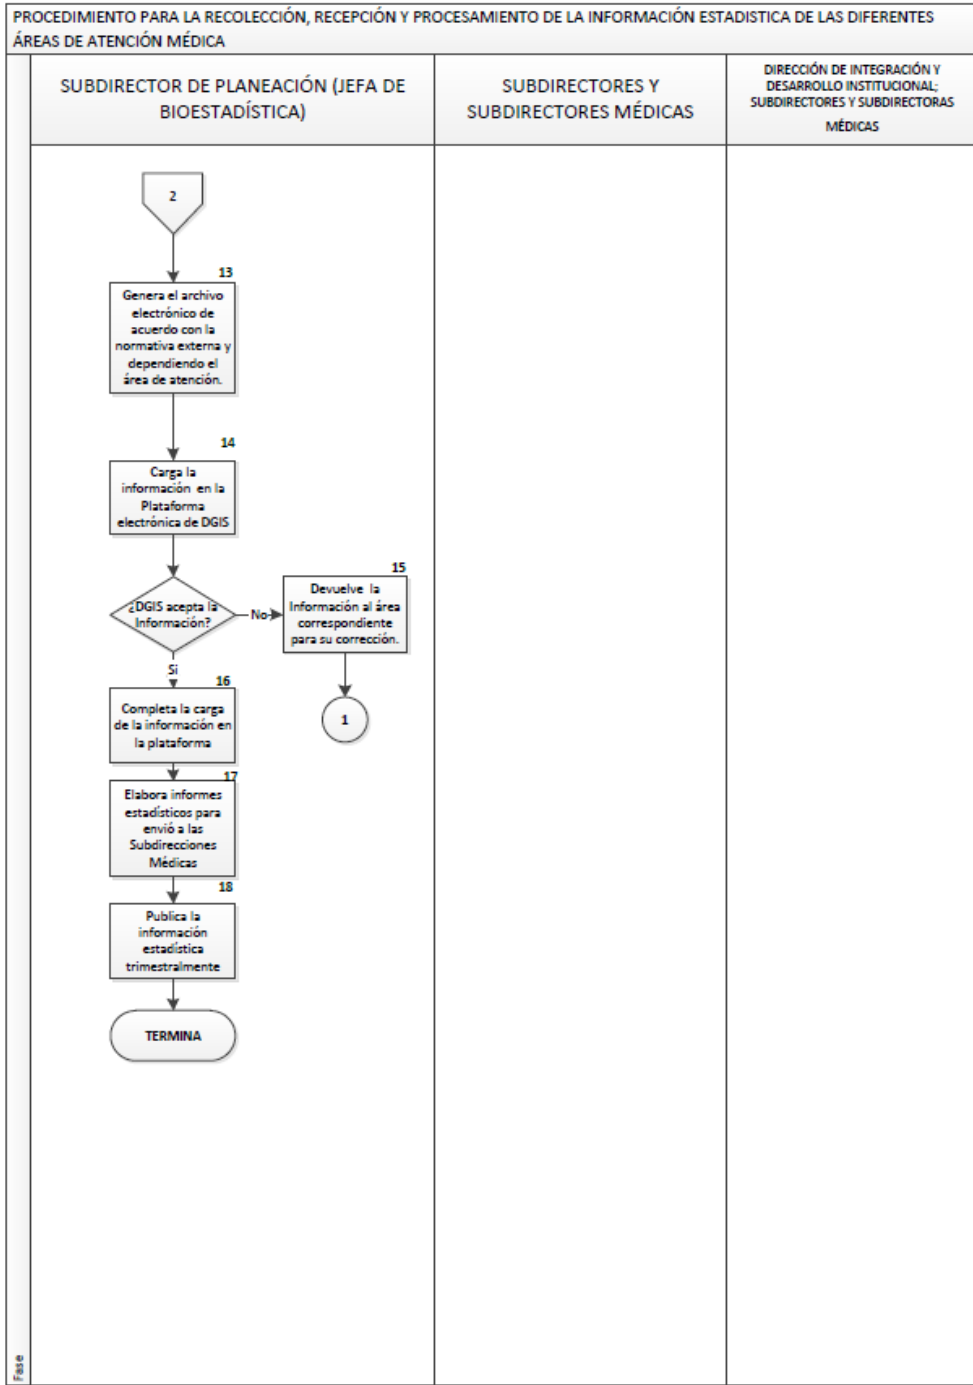 PROCEDIMIENTO PARA LA RECOLECCIÓN, RECEPCIÓN Y PROCESAMIENTO DE LA INFORMACIÓN ESTADISTICA DE LAS DIFERENTES
ÁREAS DE ATENCIÓN MÉDICA
SUBDIRECTOR DE PLANEACIÓN (JEFA DE
BIOESTADÍSTICA)
SUBDIRECTORES Y
SUBDIRECTORES MÉDICAS
DIRECCIÓN DE INTEGRACIÓN Y
DESARROLLO INSTITUCIONAL;
SUBDIRECTORES Y SUBDIRECTORAS
MÉDICAS
2
13
Genera el archivo
electrónico de
acuerdo con la
normativa externa y
dependiendo el
área de atención.
14
Carga la
información en la
Plataforma
electrónica de DGIS
¿DGIS acepta la
Información?
No
15
Devuelve la
Información al área
correspondiente
para su corrección.
1
Si
16
Completa la carga
de la información en
la plataforma
17
Elabora informes
estadísticos para
envió a las
Subdirecciones
Médicas
18
Publica la
información
estadística
trimestralmente
TERMINA
Fase